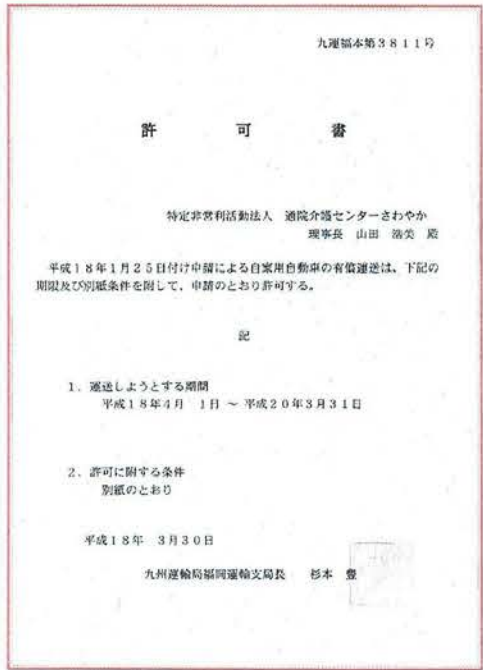 九運福本第3811号
許可書
特定非営利活動法人 通院介護センターさわやか
理事長 山田 浩美 殿
平成18年1月25日付け申請による自家用自動車の有償運送は、下記の
期限及び別紙条件を附して、申請のとおり許可する。
記
1. 運送しようとする期間
平成18年4月 1日 ~ 平成20年3月31日
2. 許可に附する条件
別紙のとおり
平成18年 3月30日
九州運輸局福岡運輸支局長 杉本 豊